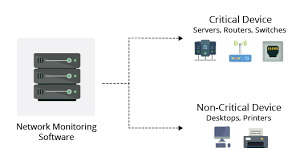 Critical Device
Servers, Routers, Switches
Network Monitoring
Software
Non-Critical Device
Desktops, Printers